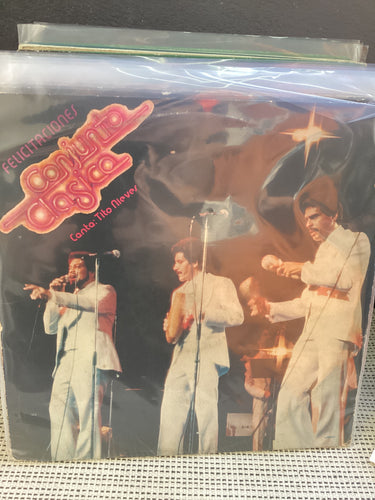 FELICITACIONES
Conjunto
Clasico
Canta: Tito Nieves